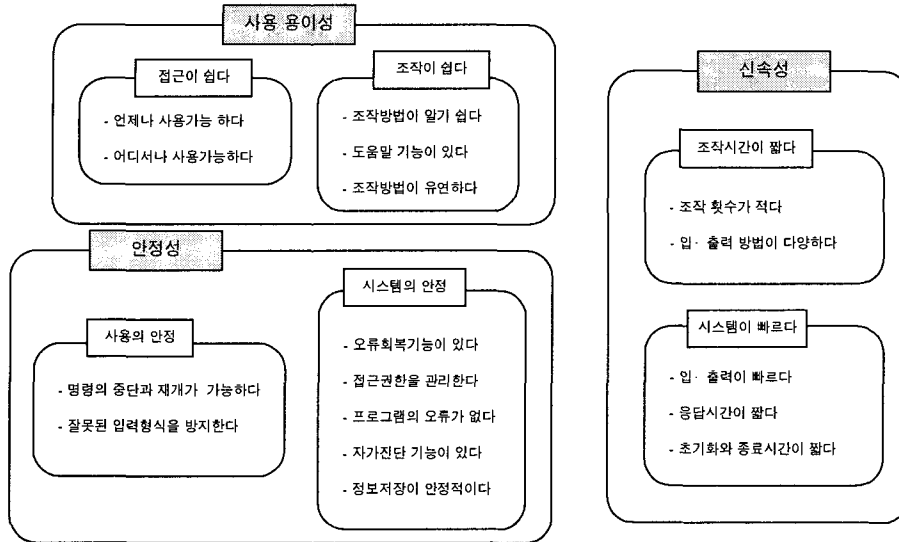 사용 용이성
접근이 쉽다
- 언제나 사용가능 하다
- 어디서나 사용가능하다
조작이 쉽다
- 조작방법이 알기 쉽다
- 도움말 기능이 있다
- 조작방법이 유연하다
안정성
사용의 안정
- 명령의 중단과 재개가 가능하다
- 잘못된 입력형식을 방지한다
시스템의 안정
- 오류회복기능이 있다
- 접근권한을 관리한다
- 프로그램의 오류가 없다
- 자가진단 기능이 있다
- 정보저장이 안정적이다
신속성
조작시간이 짧다
- 조작 횟수가 적다
- 입· 출력 방법이 다양하다
시스템이 빠르다
- 입· 출력이 빠르다
- 응답시간이 짧다
- 초기화와 종료시간이 짧다